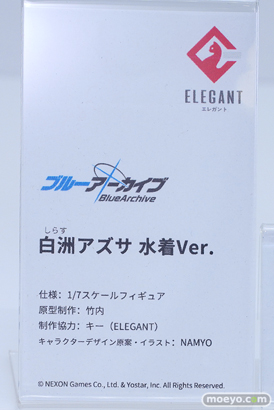 ELEGANT
エレガント
ブルーアーカイブ
BlueArchive
しらす
白洲アズサ 水着Ver.
仕様：1/7スケールフィギュア
原型制作：竹内
制作協力：キー（ELEGANT）
キャラクターデザイン原案・イラスト：NAMYO
© NEXON Games Co., Ltd. & Yostar, Inc. All Rights Reserved.
moeyo.com